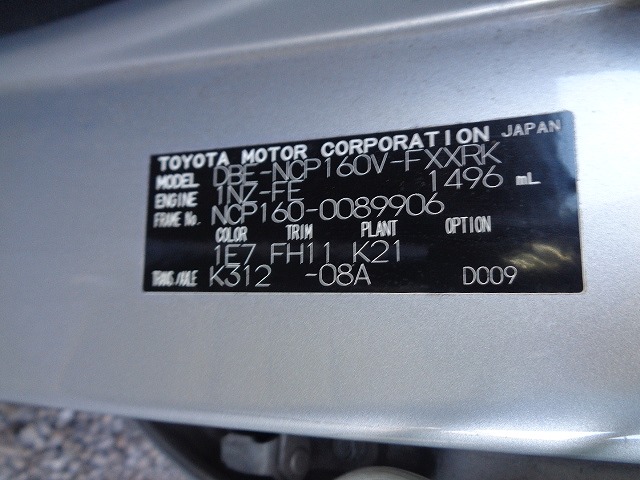 TOYOTA MOTOR CORPORATION JAPAN
MODEL DBE-NCP160V-FXXRK
ENGINE 1NZ-FE 1496 mL
FRAME No. NCP160-0089906
COLOR TRIM PLANT OPTION
1E7 FH11 K21
TRANS./AXLE K312 -08A D009